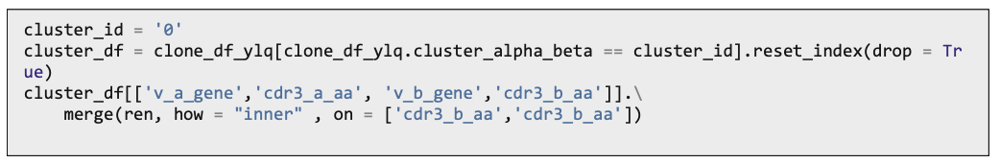 cluster_id = '0'
cluster_df = clone_df_ylq[clone_df_ylq.cluster_alpha_beta == cluster_id].reset_index(drop = Tr
ue)
cluster_df[['v_a_gene','cdr3_a_aa', 'v_b_gene','cdr3_b_aa']].\
    merge(ren, how = "inner" , on = ['cdr3_b_aa','cdr3_b_aa'])